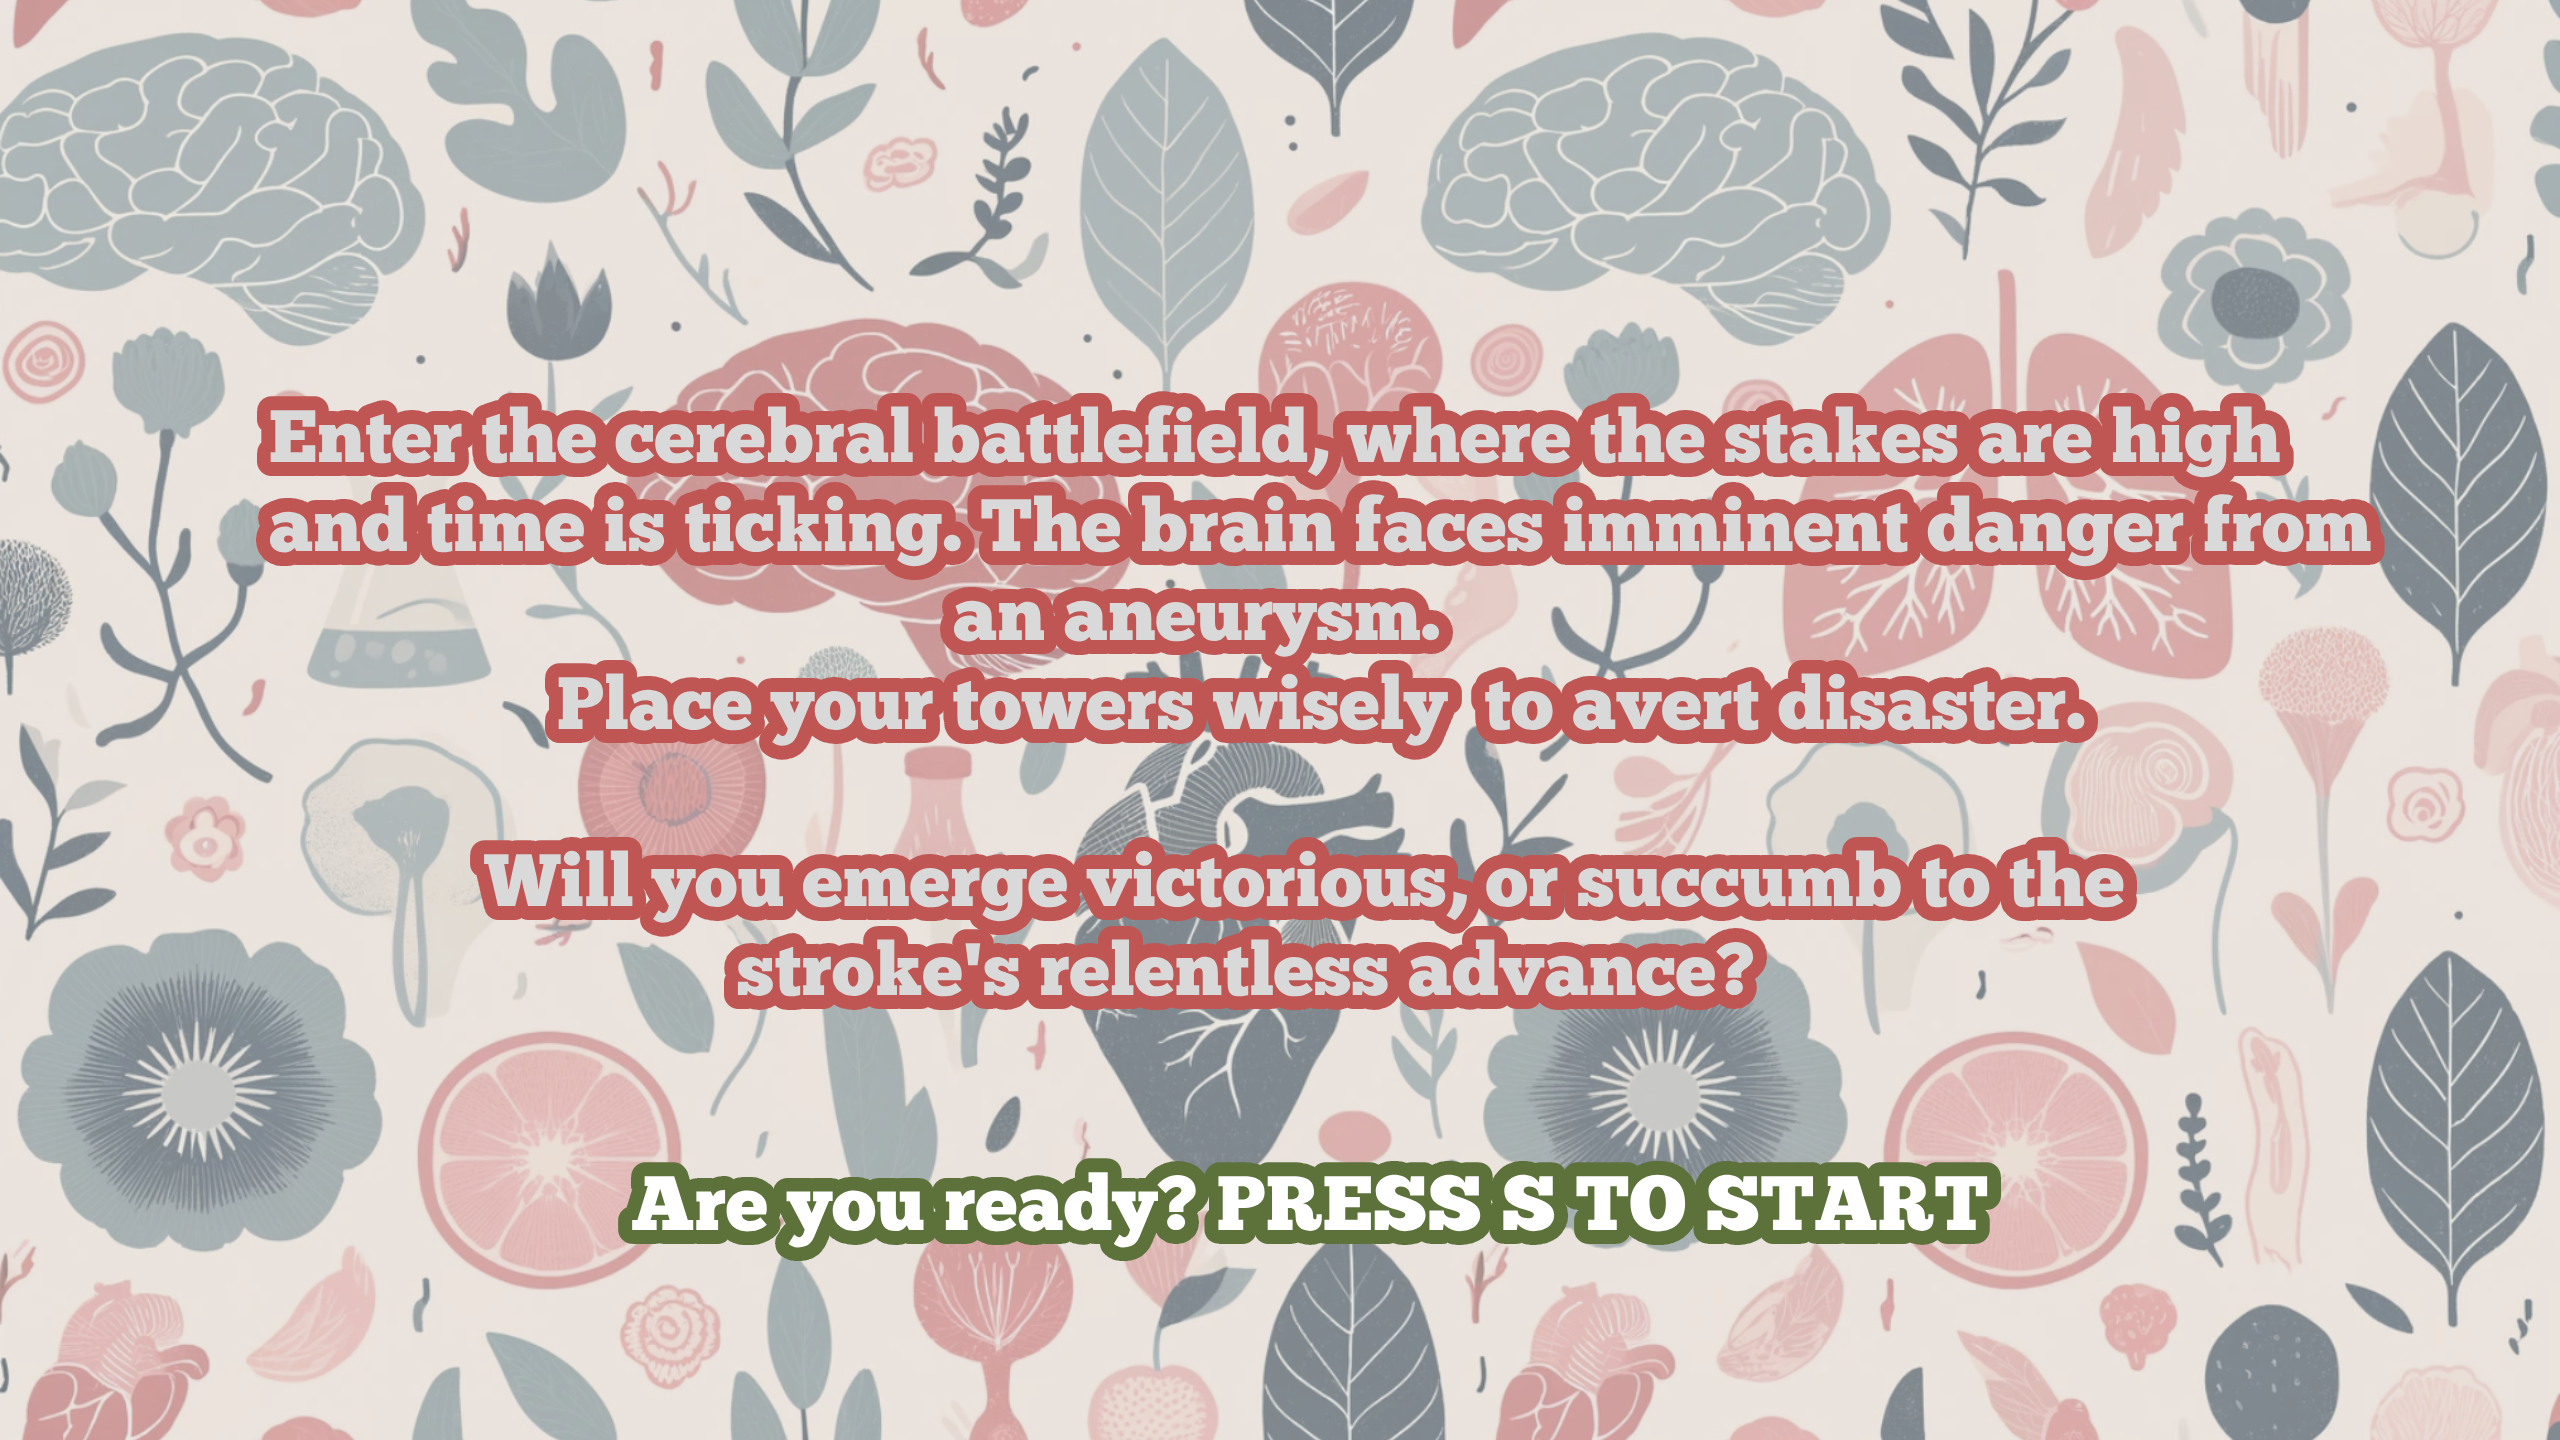 Enter the cerebral battlefield, where the stakes are high
and time is ticking. The brain faces imminent danger from
an aneurysm.
Place your towers wisely  to avert disaster.
Will you emerge victorious, or succumb to the
stroke's relentless advance?
Are you ready? PRESS S TO START